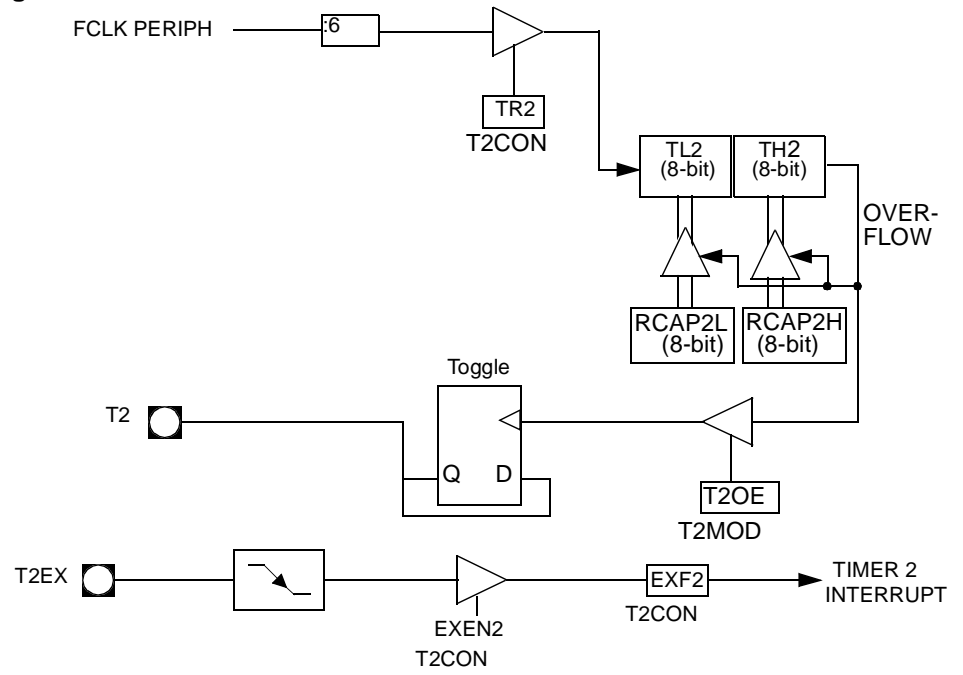 FCLK PERIPH
:6
TR2
T2CON
TL2
(8-bit)
TH2
(8-bit)
OVER-
FLOW
RCAP2L
(8-bit)
RCAP2H
(8-bit)
Toggle
T2
Q
D
T2OE
T2MOD
T2EX
EXEN2
T2CON
EXF2
T2CON
TIMER 2
INTERRUPT